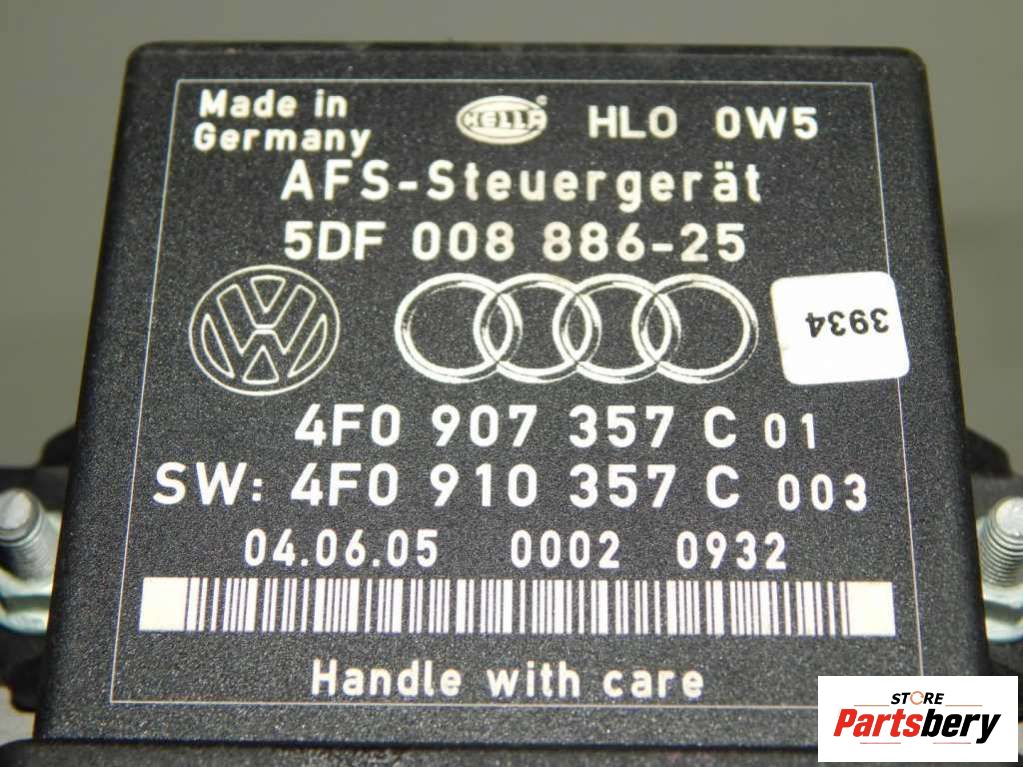 Made in
Germany
HELLA
HLO 0W5
AFS-Steuergerät
5DF 008 886-25
3934
4F0 907 357 C 01
SW: 4F0 910 357 C 003
04.06.05 0002 0932
Handle with care
STORE
Partsbery